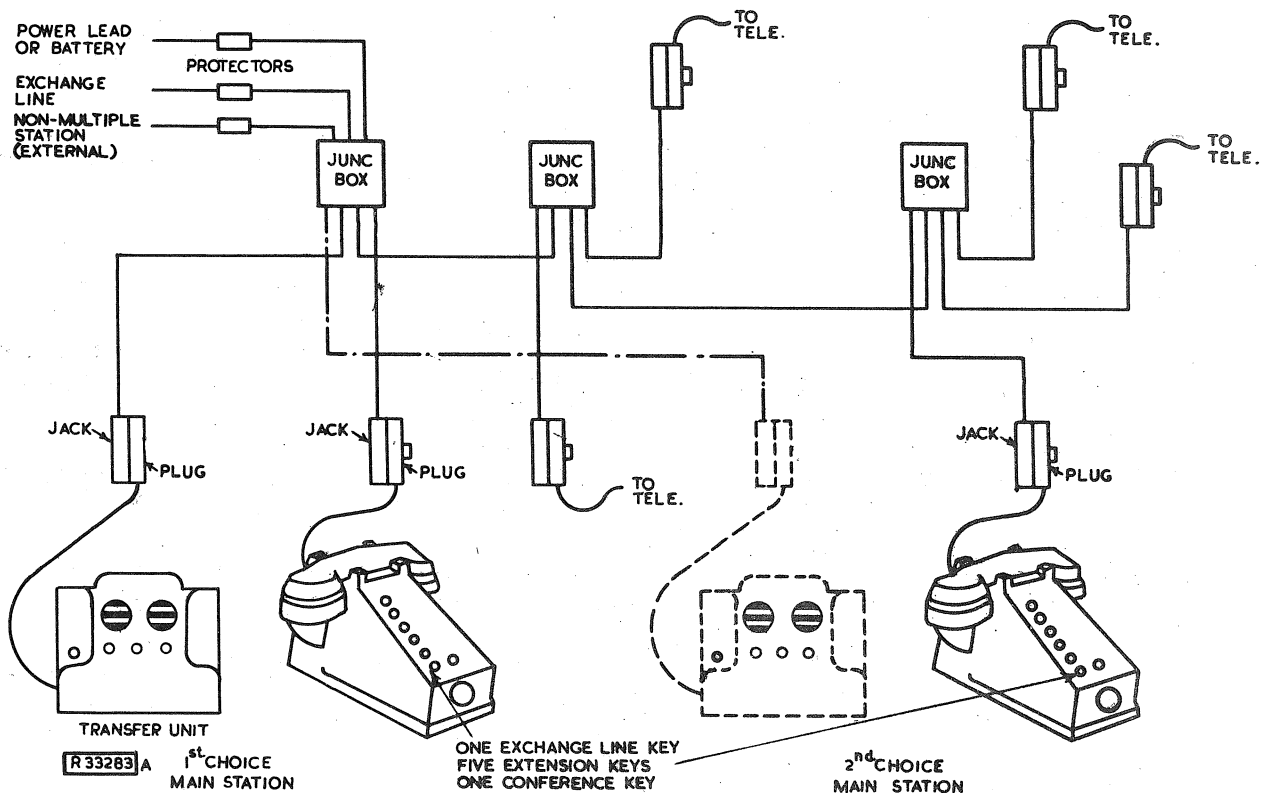 POWER LEAD
OR BATTERY
PROTECTORS
EXCHANGE
LINE
NON-MULTIPLE
STATION
(EXTERNAL)
TO
TELE.
TO
TELE.
TO
TELE.
JUNC
BOX
JUNC
BOX
JUNC
BOX
JACK
PLUG
JACK
PLUG
TO
TELE.
JACK
PLUG
TRANSFER UNIT
R 33283 A
1st CHOICE
MAIN STATION
ONE EXCHANGE LINE KEY
FIVE EXTENSION KEYS
ONE CONFERENCE KEY
2nd CHOICE
MAIN STATION